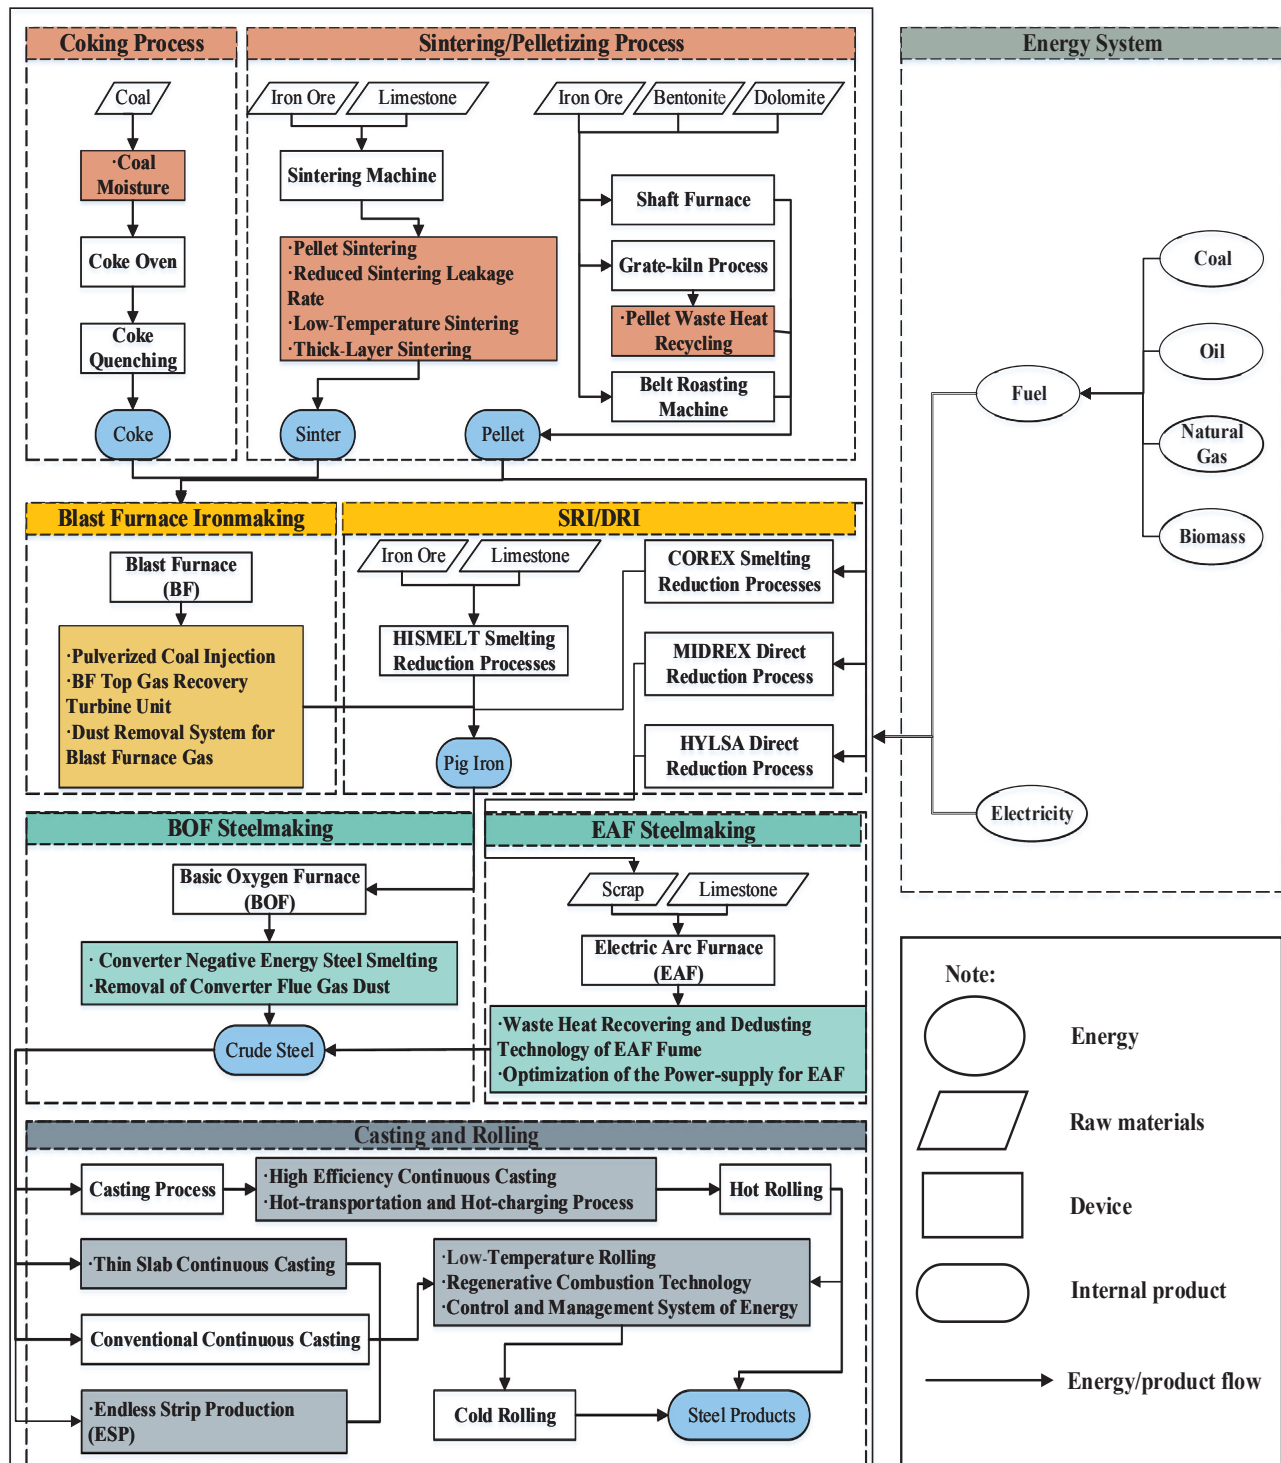 Coking Process
Coal
·Coal
Moisture
Coke Oven
Coke
Quenching
Coke
Sintering/Pelletizing Process
Iron Ore
Limestone
Sintering Machine
·Pellet Sintering
·Reduced Sintering Leakage
Rate
·Low-Temperature Sintering
·Thick-Layer Sintering
Sinter
Iron Ore
Bentonite
Dolomite
Shaft Furnace
Grate-kiln Process
·Pellet Waste Heat
Recycling
Belt Roasting
Machine
Pellet
Blast Furnace Ironmaking
Blast Furnace
(BF)
·Pulverized Coal Injection
·BF Top Gas Recovery
Turbine Unit
·Dust Removal System for
Blast Furnace Gas
SRI/DRI
Iron Ore
Limestone
HISMELT Smelting
Reduction Processes
Pig Iron
COREX Smelting
Reduction Processes
MIDREX Direct
Reduction Process
HYLSA Direct
Reduction Process
BOF Steelmaking
Basic Oxygen Furnace
(BOF)
· Converter Negative Energy Steel Smelting
·Removal of Converter Flue Gas Dust
Crude Steel
EAF Steelmaking
Scrap
Limestone
Electric Arc Furnace
(EAF)
·Waste Heat Recovering and Dedusting
Technology of EAF Fume
·Optimization of the Power-supply for EAF
Casting and Rolling
Casting Process
·High Efficiency Continuous Casting
·Hot-transportation and Hot-charging Process
Hot Rolling
·Thin Slab Continuous Casting
Conventional Continuous Casting
·Endless Strip Production
(ESP)
·Low-Temperature Rolling
·Regenerative Combustion Technology
·Control and Management System of Energy
Cold Rolling
Steel Products
Energy System
Coal
Oil
Fuel
Natural
Gas
Biomass
Electricity
Note:
Energy
Raw materials
Device
Internal product
Energy/product flow